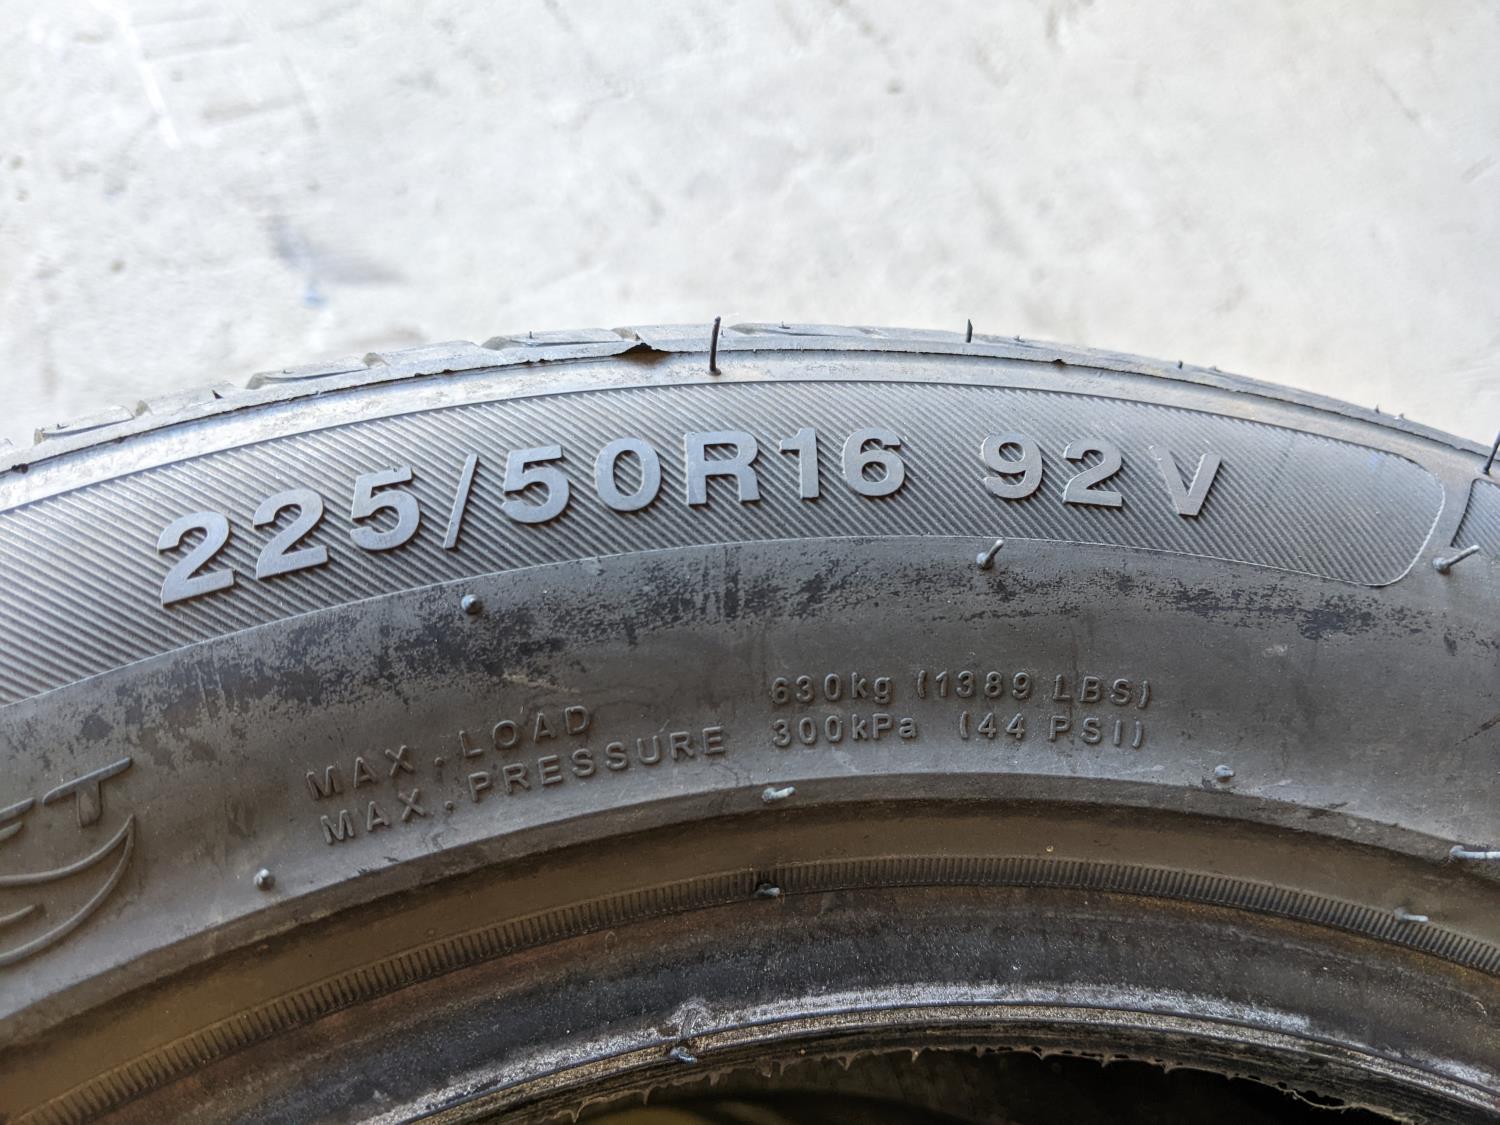 225/50R16 92V
MAX. LOAD 630kg (1389 LBS)
MAX. PRESSURE 300kPa (44 PSI)